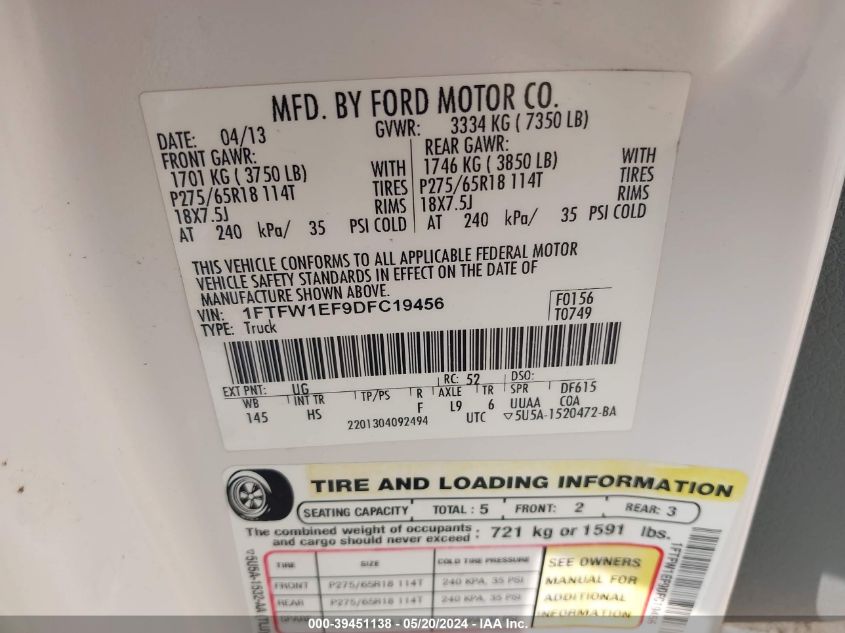 MFD. BY FORD MOTOR CO.
DATE: 04/13 GVWR: 3334 KG ( 7350 LB)
FRONT GAWR: REAR GAWR:
1701 KG ( 3750 LB) WITH 1746 KG ( 3850 LB) WITH
P275/65R18 114T TIRES P275/65R18 114T TIRES
18X7.5J RIMS 18X7.5J RIMS
AT 240 kPa/ 35 PSI COLD AT 240 kPa/ 35 PSI COLD
THIS VEHICLE CONFORMS TO ALL APPLICABLE FEDERAL MOTOR
VEHICLE SAFETY STANDARDS IN EFFECT ON THE DATE OF
MANUFACTURE SHOWN ABOVE.
VIN: 1FTFW1EF9DFC19456 F0156
TYPE: Truck T0749
EXT PNT: UG RC: 52 DSO:
WB INT TR TP/PS R AXLE TR SPR DF615
145 HS F L9 6 UUAA COA
2201304092494 UTC ▽5U5A-1520472-BA
TIRE AND LOADING INFORMATION
SEATING CAPACITY TOTAL : 5 FRONT: 2 REAR: 3
The combined weight of occupants and cargo should never exceed : 721 kg or 1591 lbs.
TIRE SIZE COLD TIRE PRESSURE SEE OWNERS
FRONT P275/65R18 114T 240 KPA, 35 PSI MANUAL FOR
REAR P275/65R18 114T 240 KPA, 35 PSI ADDITIONAL
SPARE INFORMATION
000-39451138 - 05/20/2024 - IAA Inc.